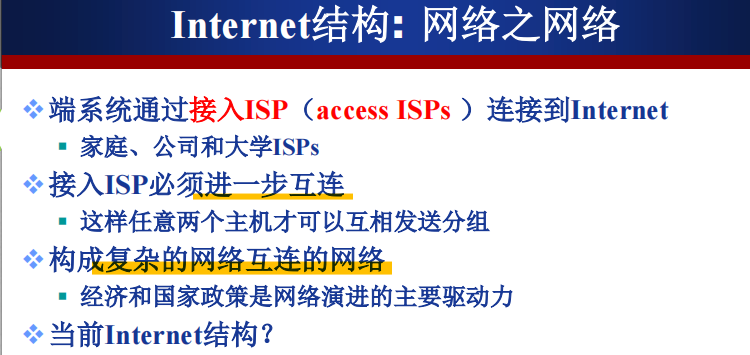 Internet结构: 网络之网络
端系统通过接入ISP（access ISPs ）连接到Internet
家庭、公司和大学ISPs
接入ISP必须进一步互连
这样任意两个主机才可以互相发送分组
构成复杂的网络互连的网络
经济和国家政策是网络演进的主要驱动力
当前Internet结构？